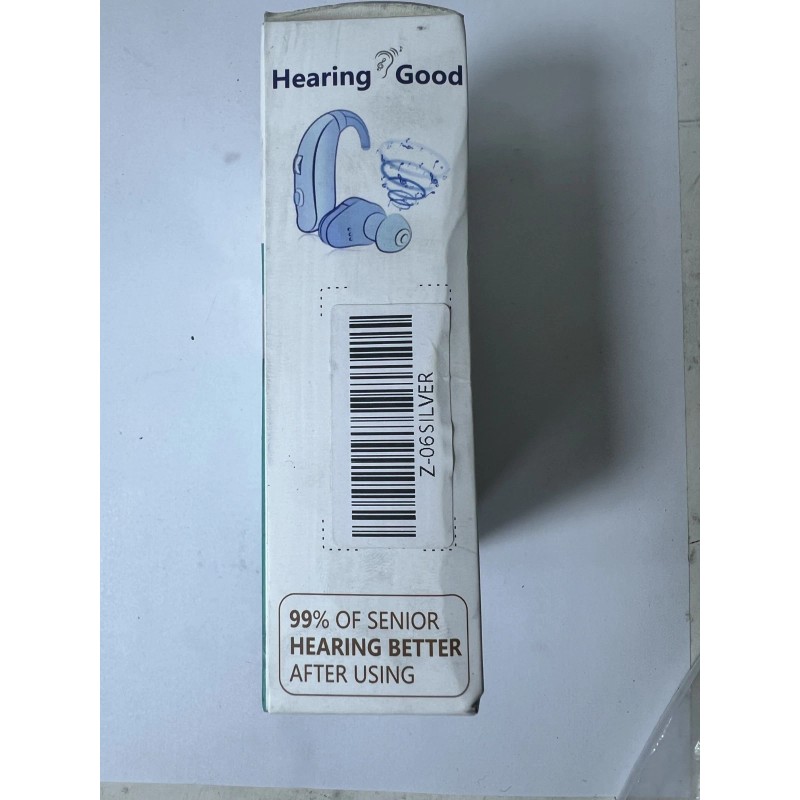 Hearing Good
Z-06SILVER
99% OF SENIOR
HEARING BETTER
AFTER USING